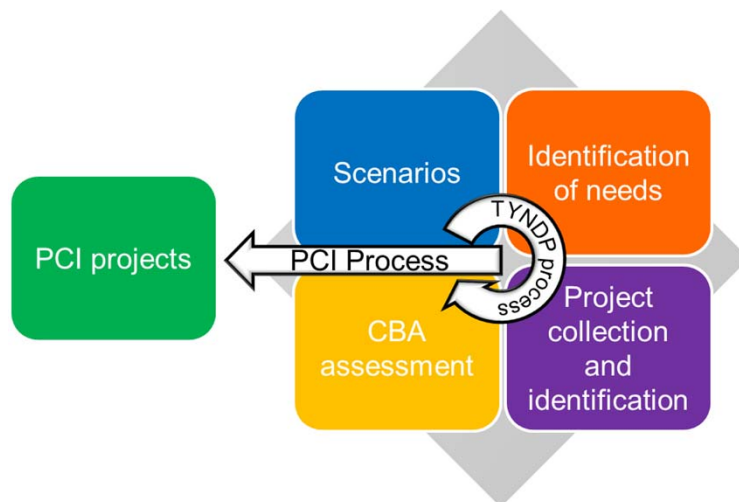 Scenarios
Identification
of needs
TYNDP process
PCI projects
PCI Process
CBA
assessment
Project
collection
and
identification